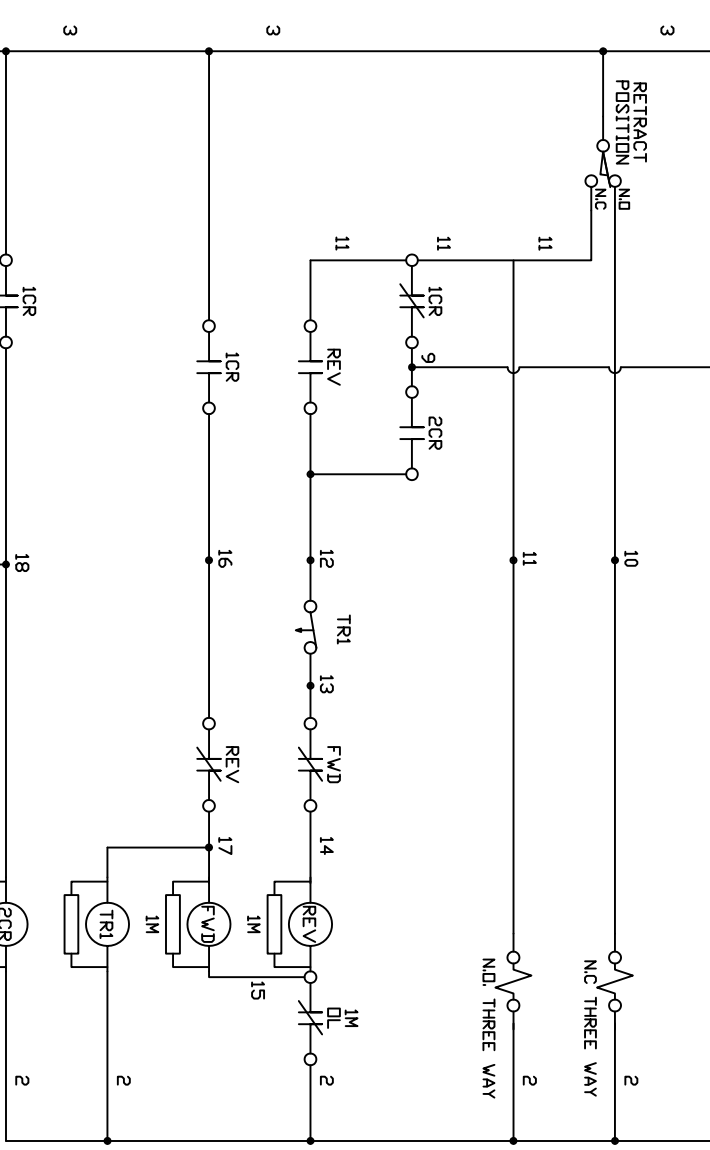 3
RETRACT
POSITION
N.O
N.C
10
2
N.C THREE WAY
11
11
2
N.O. THREE WAY
11
1CR
9
2CR
11
REV
12
TR1
13
FWD
14
REV
1M
1M
OL
2
3
1CR
16
REV
17
FWD
1M
15
TR1
2
3
1CR
18
2CR
2